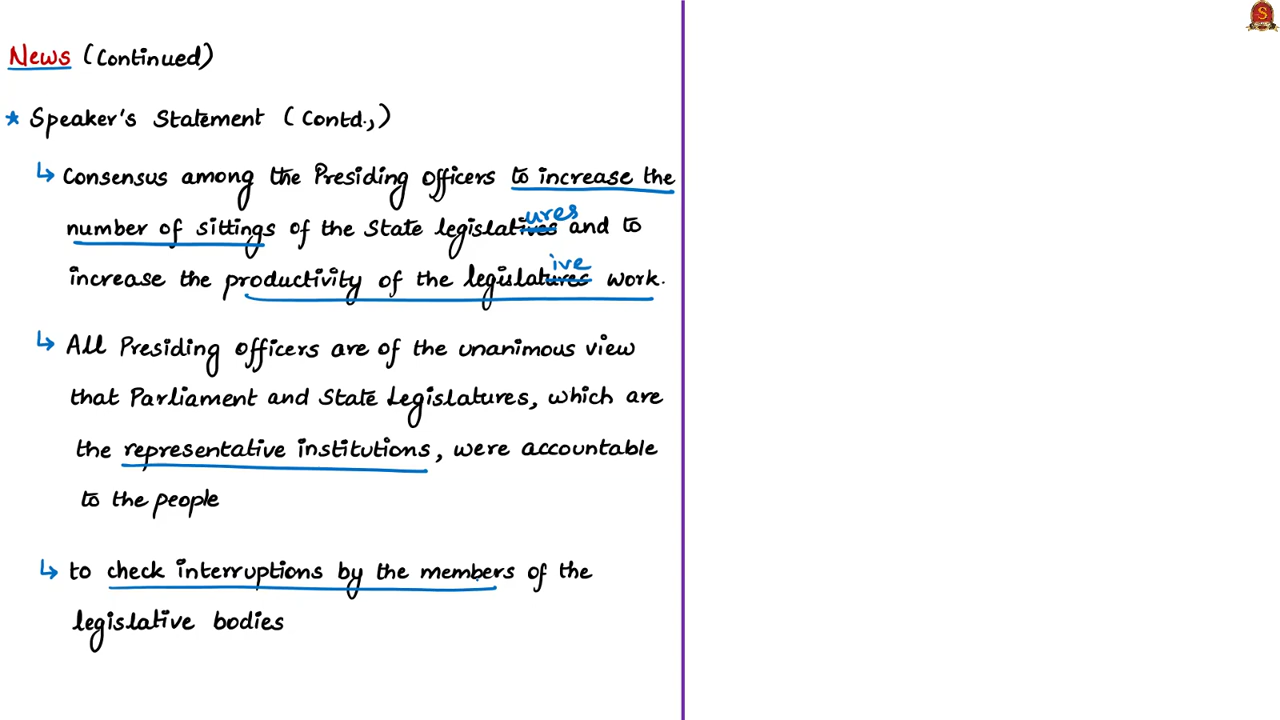 News (Continued)
* Speaker's Statement (Contd.,)
↳ Consensus among the Presiding officers to increase the
number of sittings of the State legislatures and to
increase the productivity of the legislative work.
↳ All Presiding officers are of the unanimous view
that Parliament and State Legislatures, which are
the representative institutions, were accountable
to the people
↳ to check interruptions by the members of the
legislative bodies